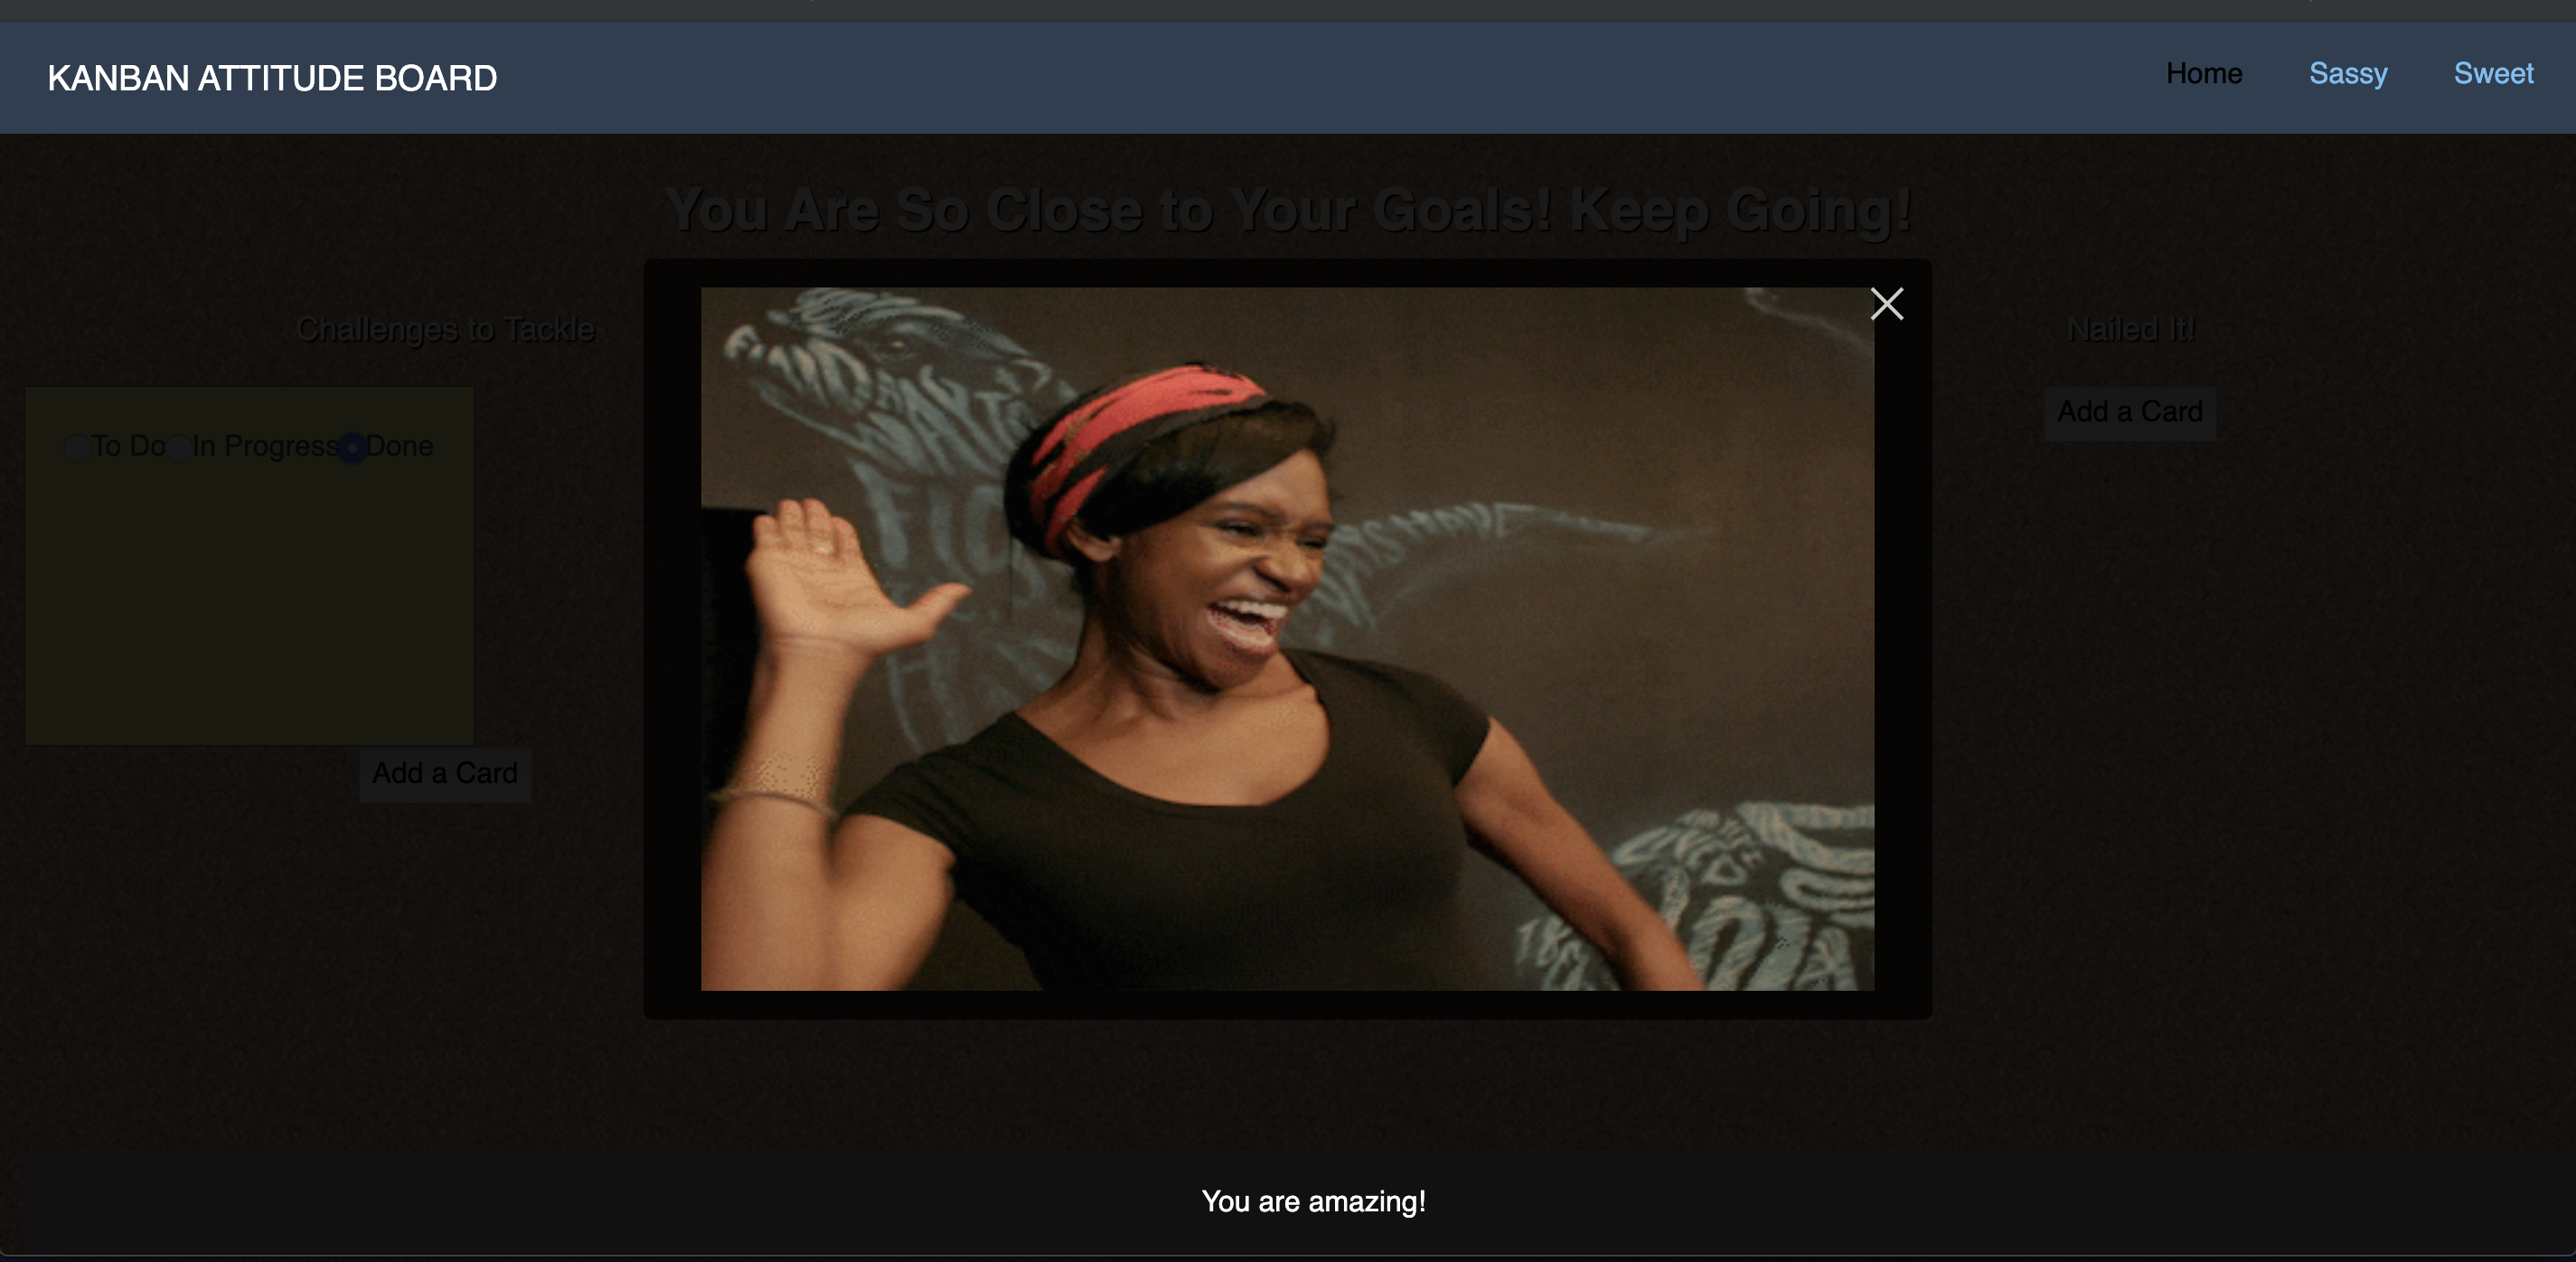 KANBAN ATTITUDE BOARD
Home Sassy Sweet
You Are So Close to Your Goals! Keep Going!
Challenges to Tackle
Nailed It!
To Do In Progress Done
Add a Card
Add a Card
You are amazing!